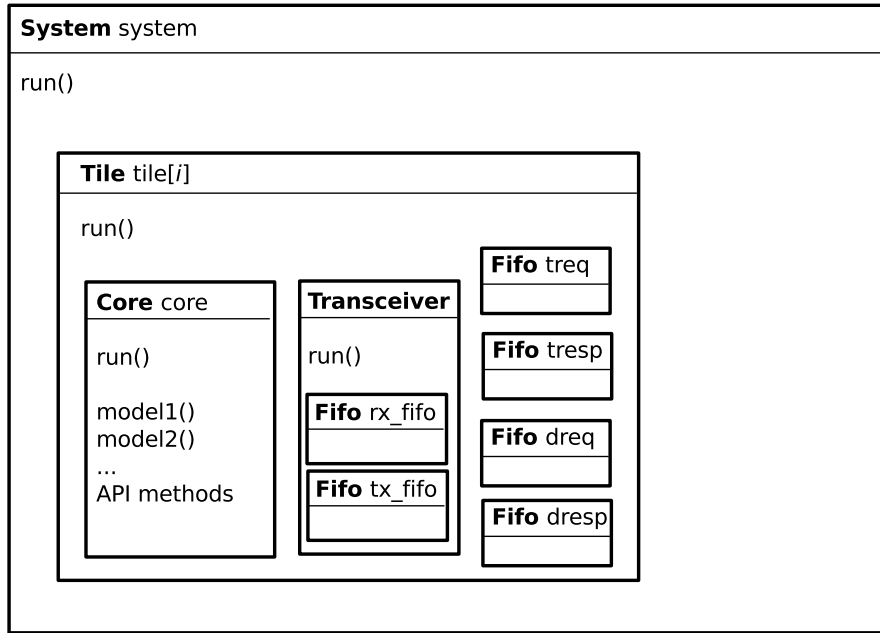 System system
run()
Tile tile[i]
run()
Core core
run()
model1()
model2()
...
API methods
Transceiver
run()
Fifo rx_fifo
Fifo tx_fifo
Fifo treq
Fifo tresp
Fifo dreq
Fifo dresp